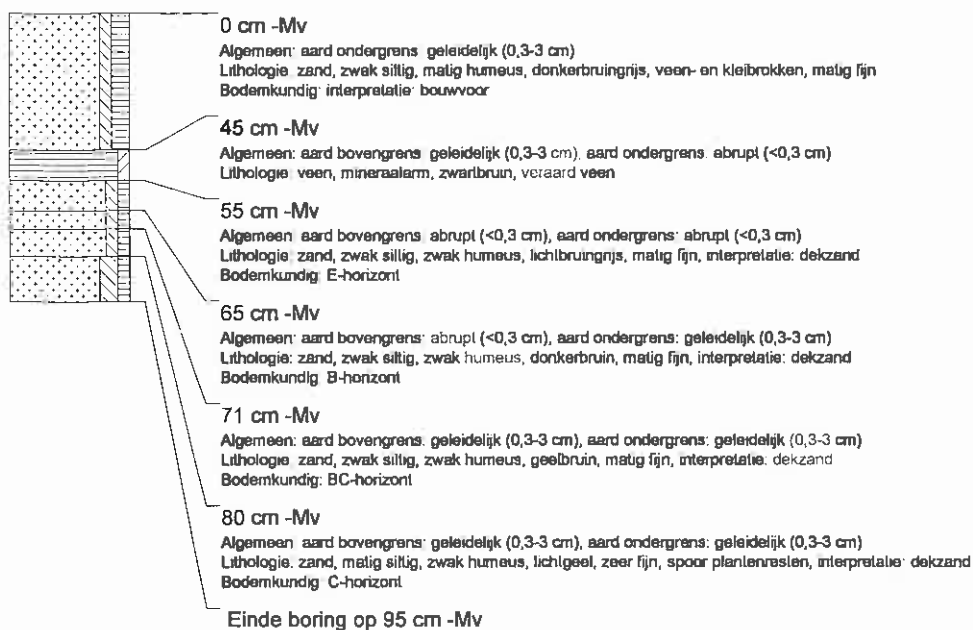 0 cm -Mv
Algemeen: aard ondergrens: geleidelijk (0,3-3 cm)
Lithologie: zand, zwak siltig, matig humeus, donkerbruingrijs, veen- en kleibrokken, matig fijn
Bodemkundig: interpretatie: bouwvoor
45 cm -Mv
Algemeen: aard bovengrens: geleidelijk (0,3-3 cm), aard ondergrens: abrupt (<0,3 cm)
Lithologie: veen, mineraalarm, zwartbruin, veraard veen
55 cm -Mv
Algemeen: aard bovengrens: abrupt (<0,3 cm), aard ondergrens: abrupt (<0,3 cm)
Lithologie: zand, zwak siltig, zwak humeus, lichtbruingrijs, matig fijn, interpretatie: dekzand
Bodemkundig: E-horizont
65 cm -Mv
Algemeen: aard bovengrens: abrupt (<0,3 cm), aard ondergrens: geleidelijk (0,3-3 cm)
Lithologie: zand, zwak siltig, zwak humeus, donkerbruin, matig fijn, interpretatie: dekzand
Bodemkundig: B-horizont
71 cm -Mv
Algemeen: aard bovengrens: geleidelijk (0,3-3 cm), aard ondergrens: geleidelijk (0,3-3 cm)
Lithologie: zand, zwak siltig, zwak humeus, geelbruin, matig fijn, interpretatie: dekzand
Bodemkundig: BC-horizont
80 cm -Mv
Algemeen: aard bovengrens: geleidelijk (0,3-3 cm), aard ondergrens: geleidelijk (0,3-3 cm)
Lithologie: zand, matig siltig, zwak humeus, lichtgeel, zeer fijn, spoor plantenresten, interpretatie: dekzand
Bodemkundig: C-horizont
Einde boring op 95 cm -Mv